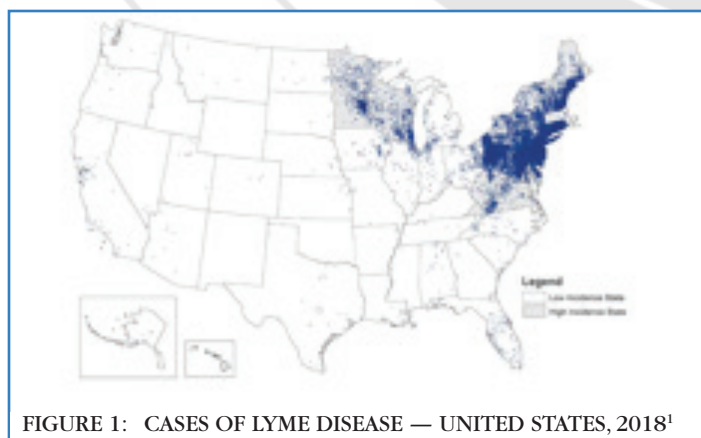 Legend
Low Incidence State
High Incidence State
FIGURE 1: CASES OF LYME DISEASE — UNITED STATES, 2018¹